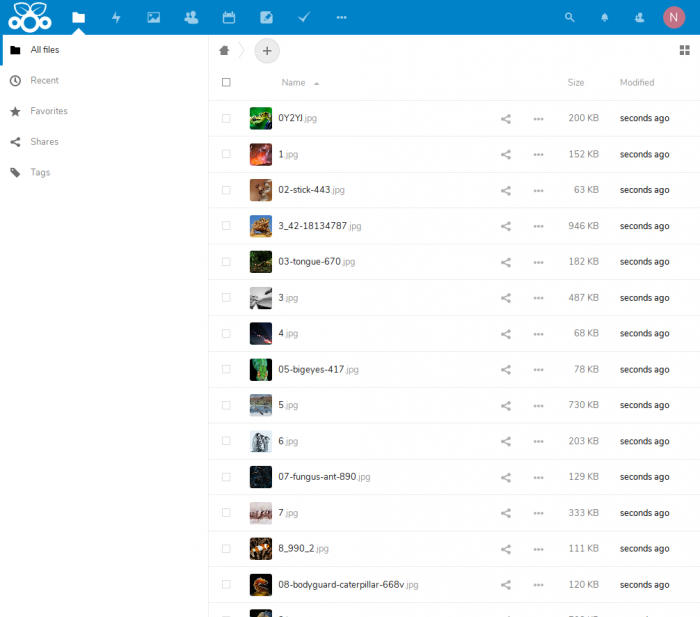 N
All files
Recent
Favorites
Shares
Tags
Name Size Modified
0Y2YJ.jpg 200 KB seconds ago
1.jpg 152 KB seconds ago
02-stick-443.jpg 63 KB seconds ago
3_42-18134787.jpg 946 KB seconds ago
03-tongue-670.jpg 182 KB seconds ago
3.jpg 487 KB seconds ago
4.jpg 68 KB seconds ago
05-bigeyes-417.jpg 78 KB seconds ago
5.jpg 730 KB seconds ago
6.jpg 203 KB seconds ago
07-fungus-ant-890.jpg 129 KB seconds ago
7.jpg 333 KB seconds ago
8_990_2.jpg 111 KB seconds ago
08-bodyguard-caterpillar-668v.jpg 120 KB seconds ago